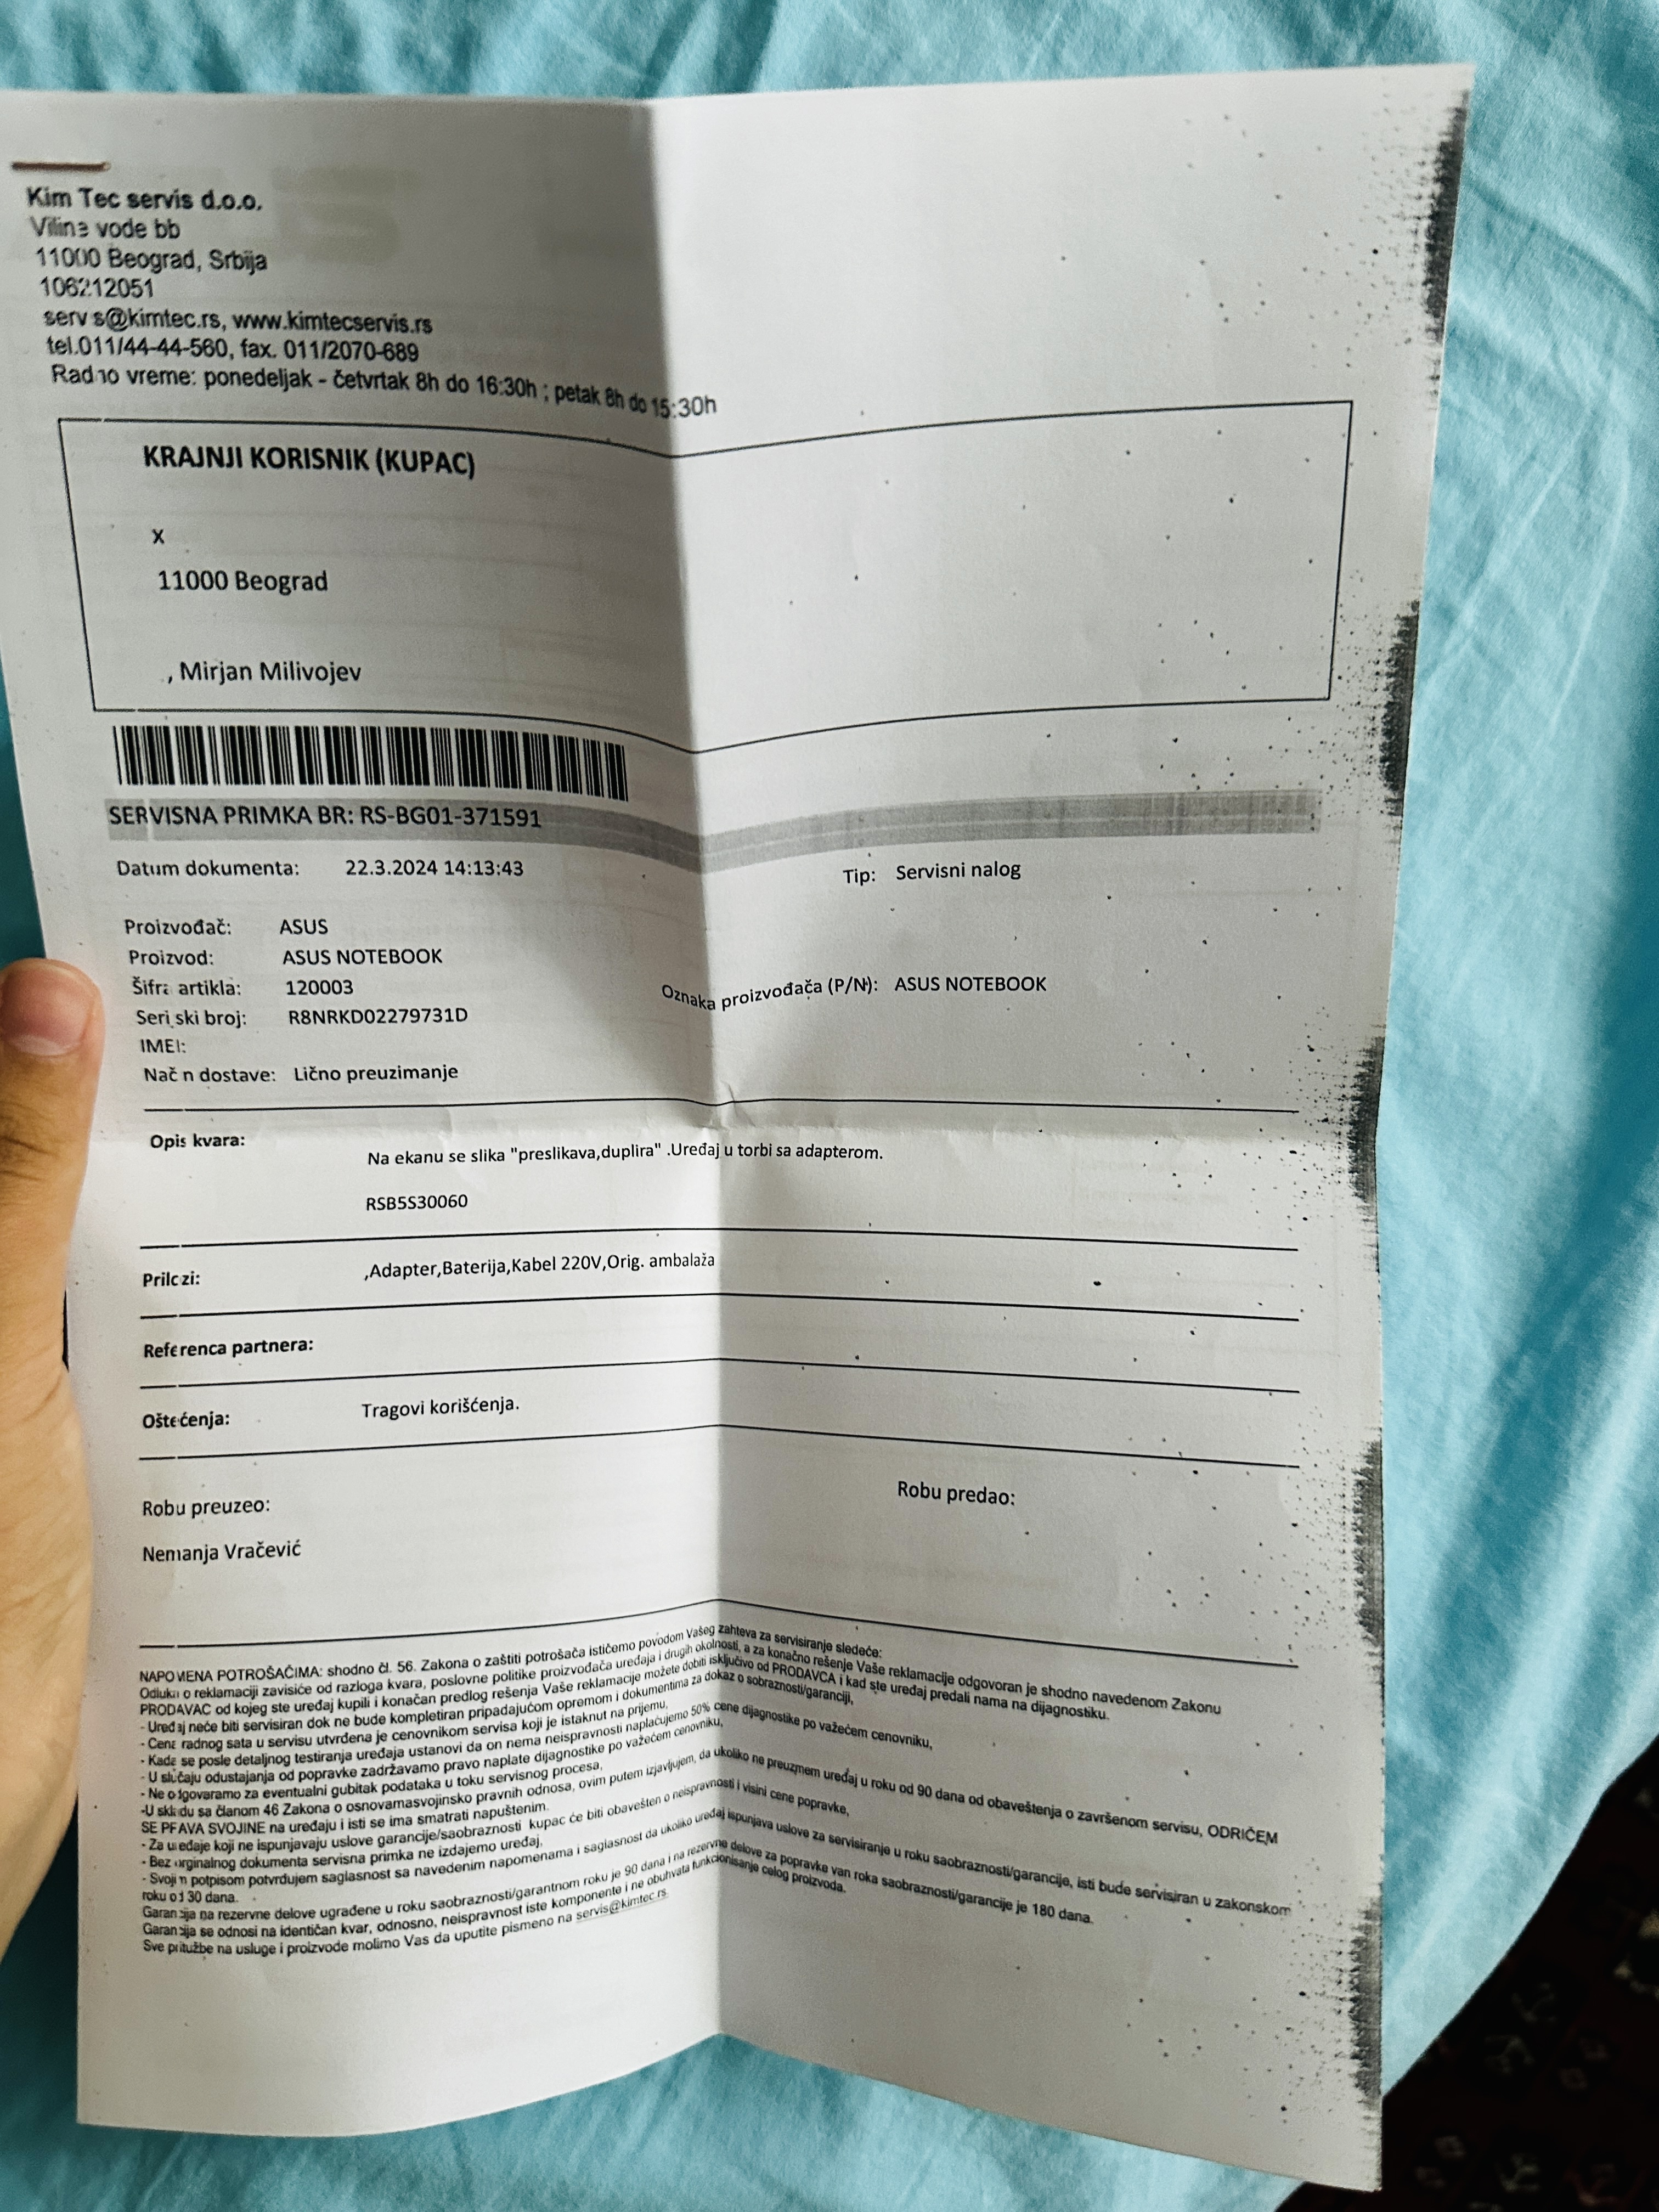 Kim Tec servis d.o.o.
Viline vode bb
11000 Beograd, Srbija
106212051
servis@kimtec.rs, www.kimtecservis.rs
tel.011/44-44-560, fax. 011/2070-689
Radno vreme: ponedeljak - četvrtak 8h do 16:30h ; petak 8h do 15:30h
KRAJNJI KORISNIK (KUPAC)
x
11000 Beograd
, Mirjan Milivojev
SERVISNA PRIMKA BR: RS-BG01-371591
Datum dokumenta: 22.3.2024 14:13:43 Tip: Servisni nalog
Proizvođač: ASUS
Proizvod: ASUS NOTEBOOK
Šifra artikla: 120003 Oznaka proizvođača (P/N): ASUS NOTEBOOK
Serijski broj: R8NRKD02279731D
IMEI:
Način dostave: Lično preuzimanje
Opis kvara: Na ekanu se slika "preslikava,duplira" .Uređaj u torbi sa adapterom.
RSB5S30060
Prilozi: ,Adapter,Baterija,Kabel 220V,Orig. ambalaža
Referenca partnera:
Oštećenja: Tragovi korišćenja.
Robu preuzeo: Robu predao:
Nemanja Vračević
NAPOMENA POTROŠAČIMA: shodno čl. 56. Zakona o zaštiti potrošača ističemo povodom Vašeg zahteva za servisiranje sledeće:
Odluka o reklamaciji zavisiće od razloga kvara, poslovne politike proizvođača uređaja i drugih okolnosti, a za konačno rešenje Vaše reklamacije odgovoran je shodno navedenom Zakonu
PRODAVAC od kojeg ste uređaj kupili i konačan predlog rešenja Vaše reklamacije možete dobiti isključivo od PRODAVCA i kad ste uređaj predali nama na dijagnostiku.
- Uređaj neće biti servisiran dok ne bude kompletiran pripadajućom opremom i dokumentima za dokaz o sobraznosti/garanciji,
- Cena radnog sata u servisu utvrđena je cenovnikom servisa koji je istaknut na prijemu,
- Kada se posle detaljnog testiranja uređaja ustanovi da on nema neispravnosti naplaćujemo 50% cene dijagnostike po važećem cenovniku,
- U slučaju odustajanja od popravke zadržavamo pravo naplate dijagnostike po važećem cenovniku,
- Ne odgovaramo za eventualni gubitak podataka u toku servisnog procesa,
-U skladu sa članom 46 Zakona o osnovamasvojinsko pravnih odnosa, ovim putem izjavljujem, da ukoliko ne preuzmem uređaj u roku od 90 dana od obaveštenja o završenom servisu, ODRIČEM
SE PRAVA SVOJINE na uređaju i isti se ima smatrati napuštenim.
- Za uređaje koji ne ispunjavaju uslove garancije/saobraznosti kupac će biti obavešten o neispravnosti i visini cene popravke,
- Bez orginalnog dokumenta servisna primka ne izdajemo uređaj,
- Svojim potpisom potvrđujem saglasnost sa navedenim napomenama i saglasnost da ukoliko uređaj ispunjava uslove za servisiranje u roku saobraznosti/garancije, isti bude servisiran u zakonskom
roku od 30 dana.
Garancija na rezervne delove ugrađene u roku saobraznosti/garantnom roku je 90 dana i na rezervne delove za popravke van roka saobraznosti/garancije je 180 dana.
Garancija se odnosi na identičan kvar, odnosno, neispravnost iste komponente i ne obuhvata funkcionisanje celog proizvoda.
Sve pritužbe na usluge i proizvode molimo Vas da uputite pismeno na servis@kimtec.rs